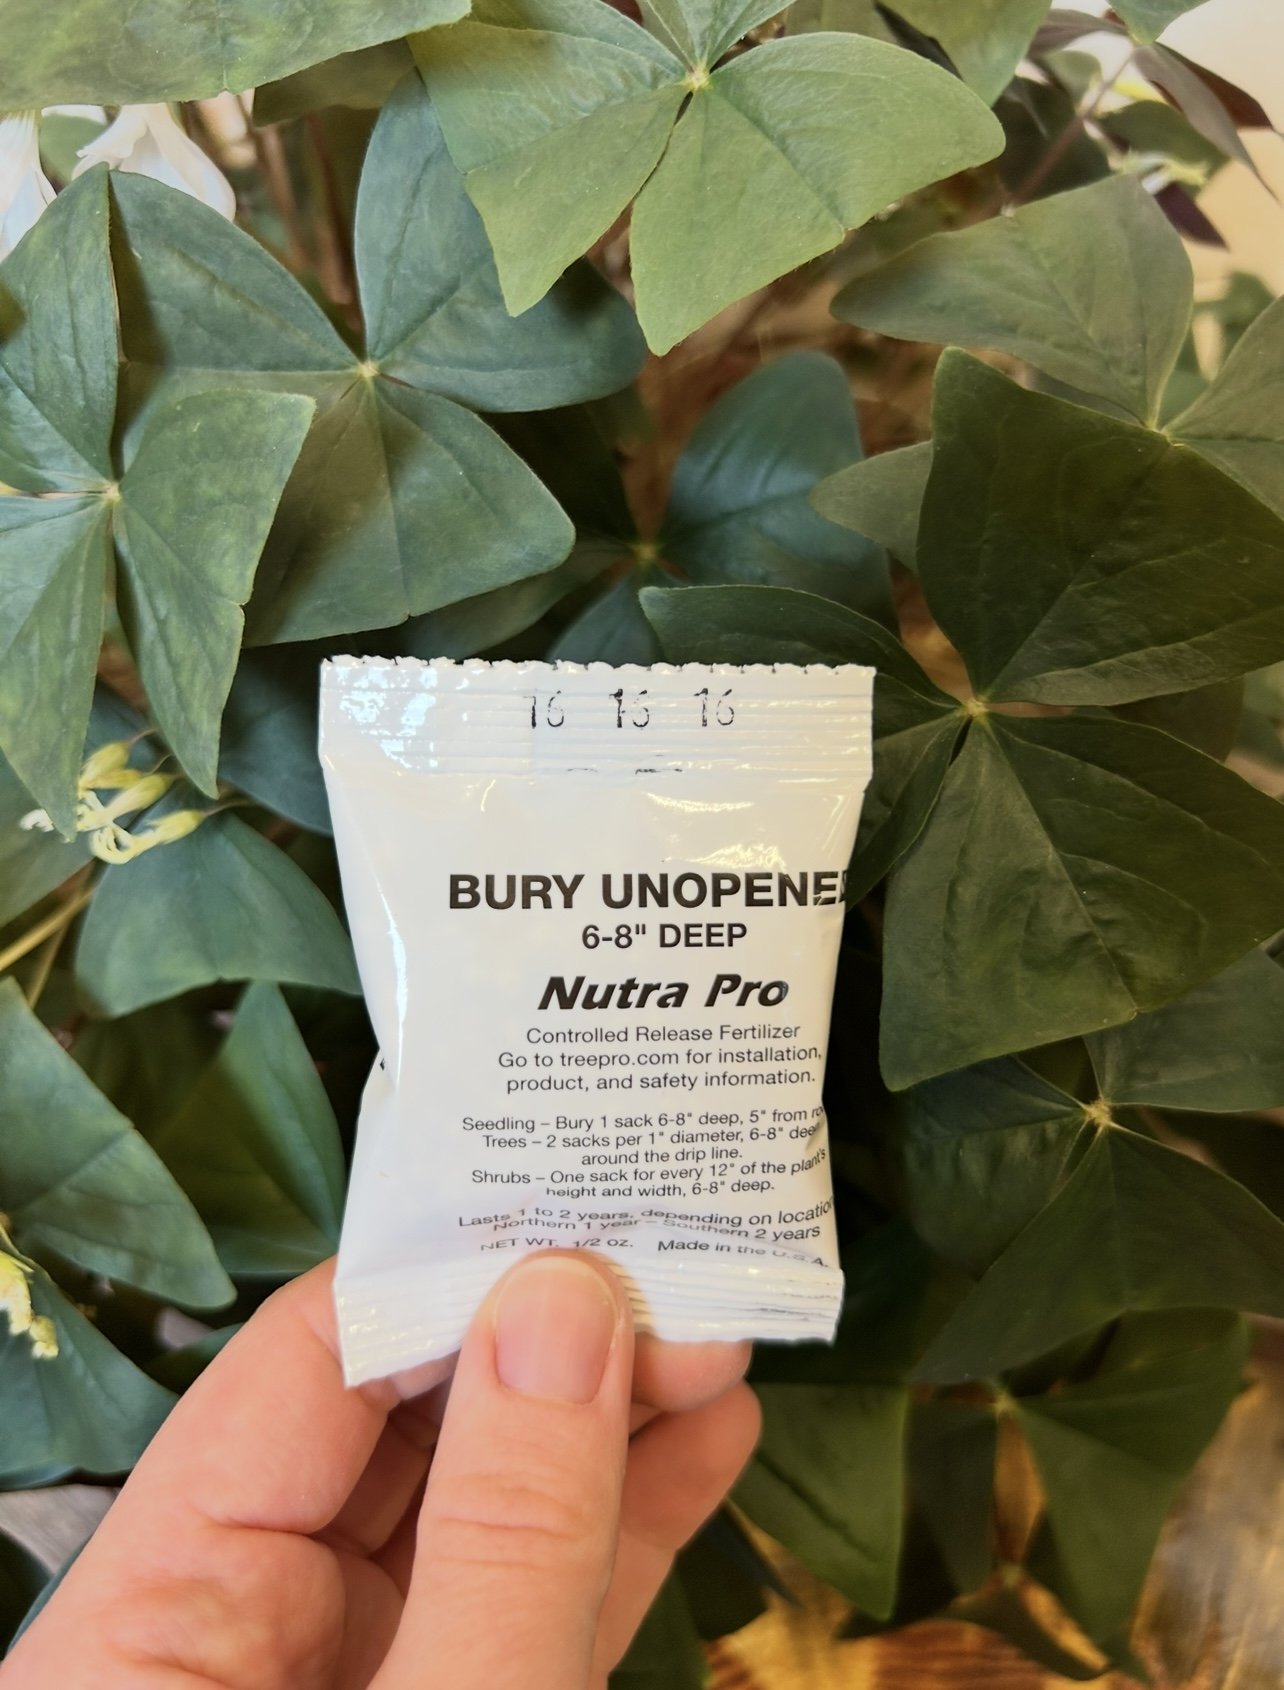 16 16 16
BURY UNOPENE
6-8" DEEP
Nutra Pro
Controlled Release Fertilizer
Go to treepro.com for installation,
product, and safety information.
Seedling – Bury 1 sack 6-8" deep, 5" from
Trees – 2 sacks per 1" diameter, 6-8" deep
around the drip line.
Shrubs – One sack for every 12" of the plant's
height and width, 6-8" deep.
Lasts 1 to 2 years, depending on location
Northern 1 year – Southern 2 years
NET WT. 1/2 oz. Made in the U.S.A.